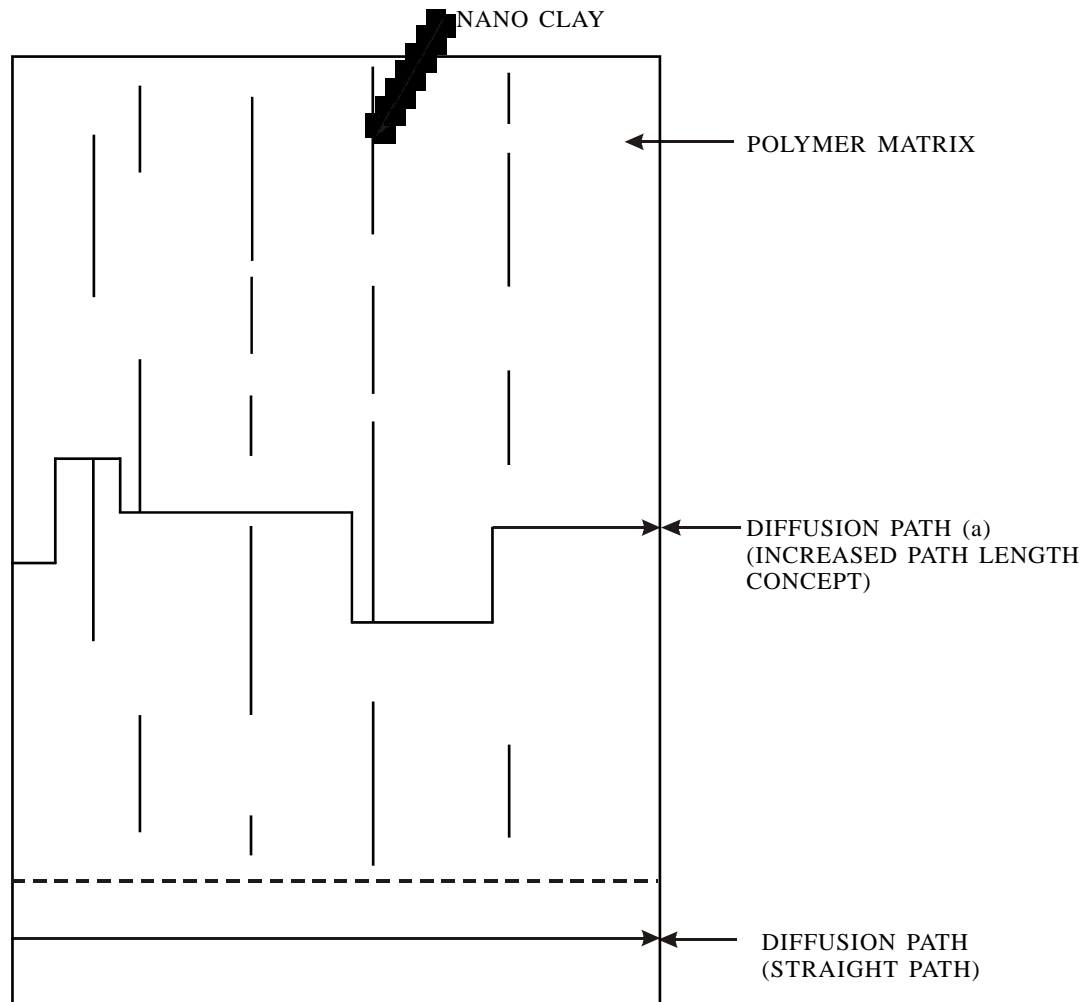 NANO CLAY
POLYMER MATRIX
DIFFUSION PATH (a)
(INCREASED PATH LENGTH
CONCEPT)
DIFFUSION PATH
(STRAIGHT PATH)